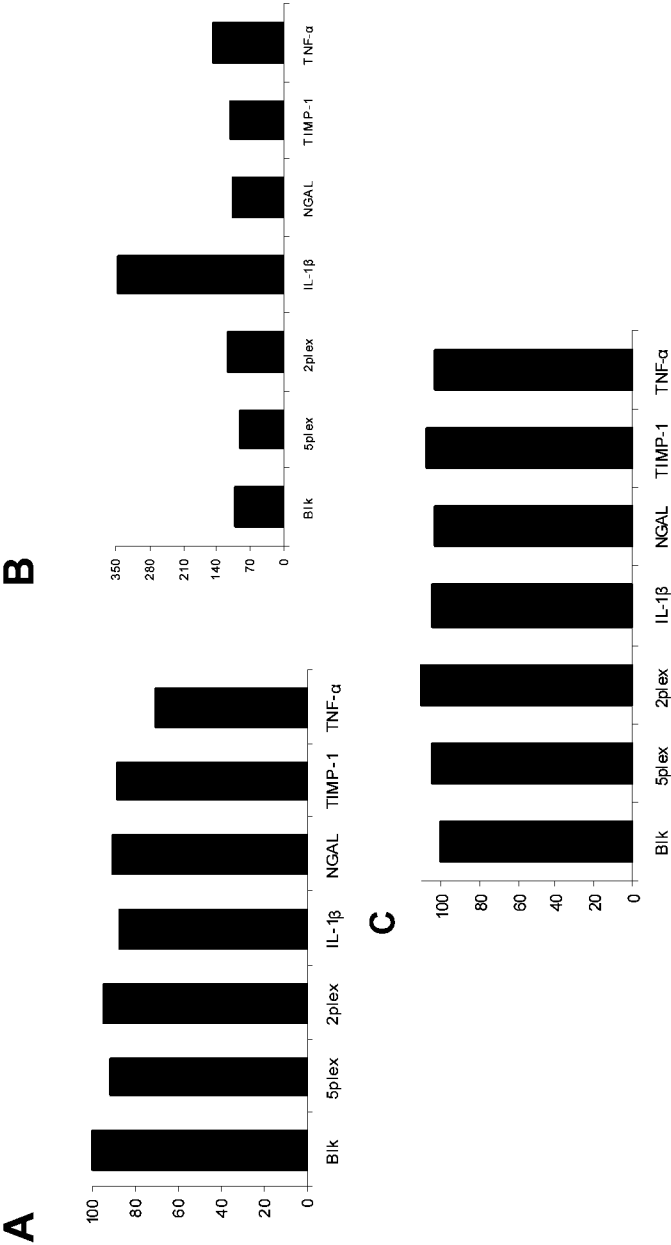 A
100
80
60
40
20
0
Blk
5plex
2plex
IL-1β
NGAL
TIMP-1
TNF-α
B
350
280
210
140
70
0
Blk
5plex
2plex
IL-1β
NGAL
TIMP-1
TNF-α
C
100
80
60
40
20
0
Blk
5plex
2plex
IL-1β
NGAL
TIMP-1
TNF-α